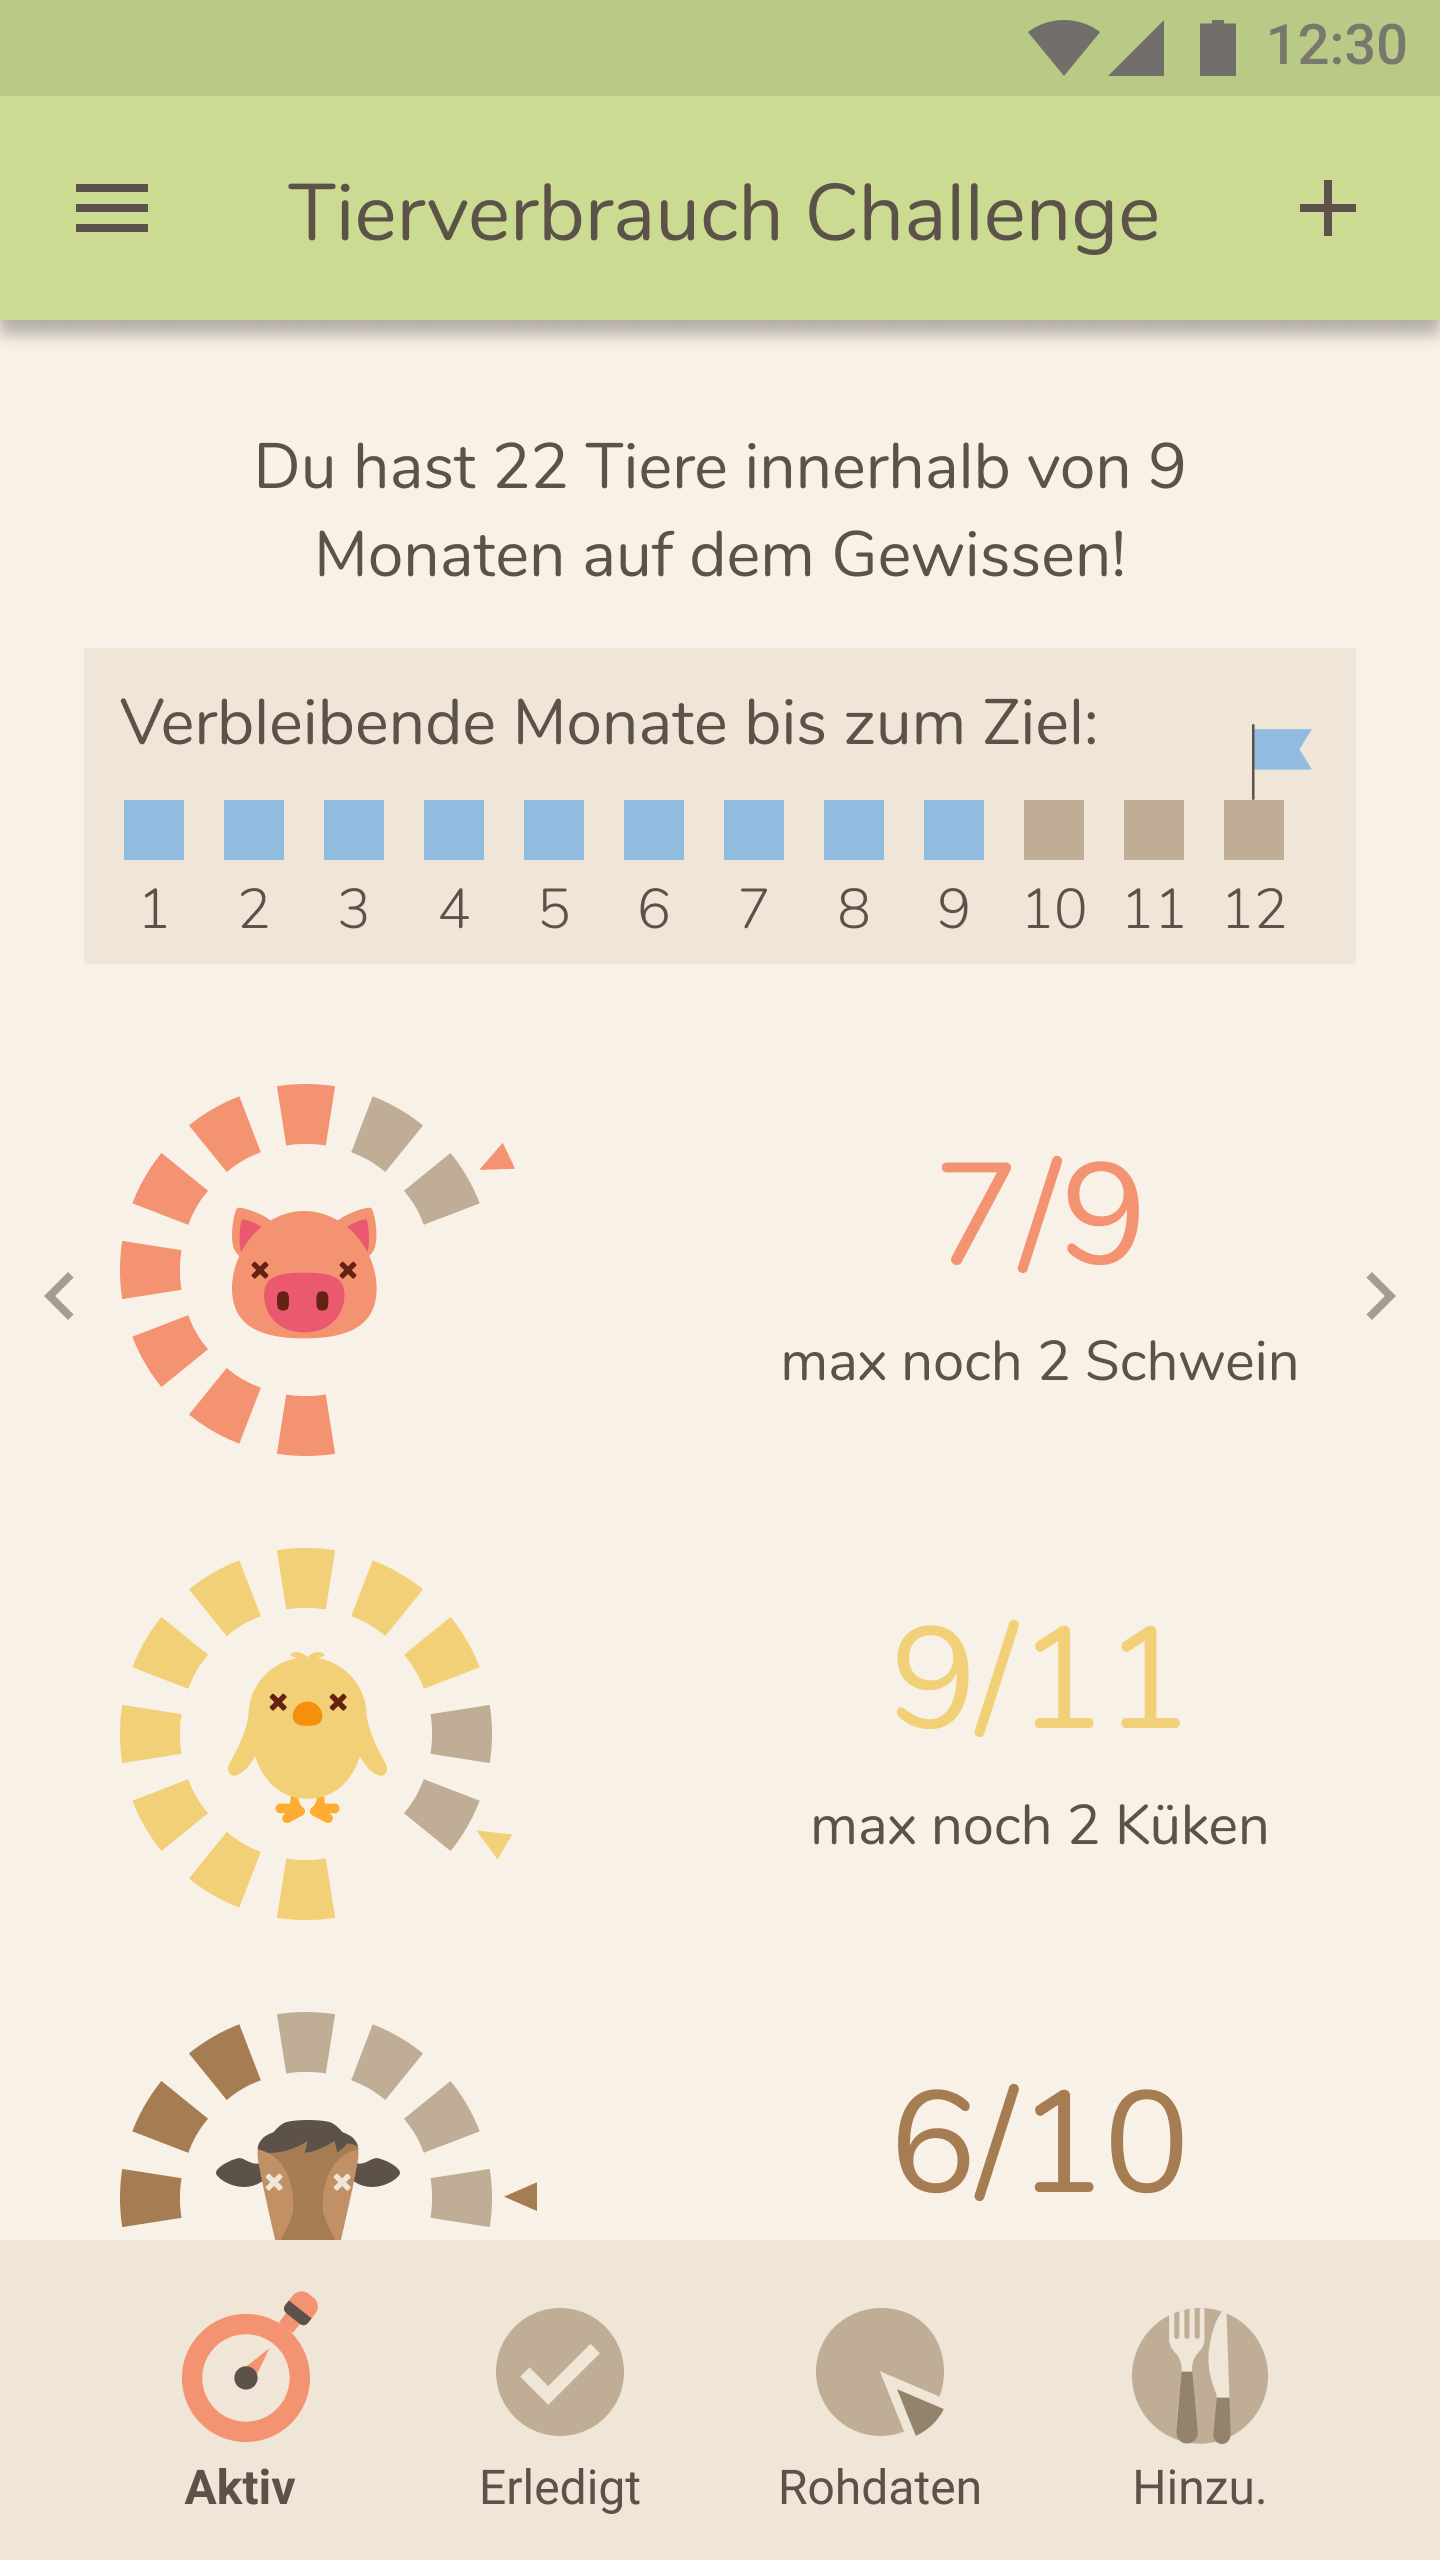 12:30
Tierverbrauch Challenge
Du hast 22 Tiere innerhalb von 9
Monaten auf dem Gewissen!
Verbleibende Monate bis zum Ziel:
1 2 3 4 5 6 7 8 9 10 11 12
7/9
max noch 2 Schwein
9/11
max noch 2 Küken
6/10
Aktiv Erledigt Rohdaten Hinzu.